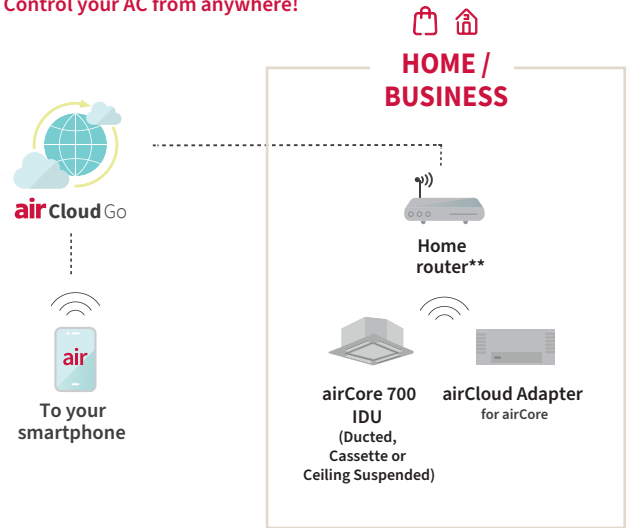 Control your AC from anywhere!
HOME /
BUSINESS
air Cloud Go
Home
router**
air
To your
smartphone
airCore 700
IDU
(Ducted,
Cassette or
Ceiling Suspended)
airCloud Adapter
for airCore